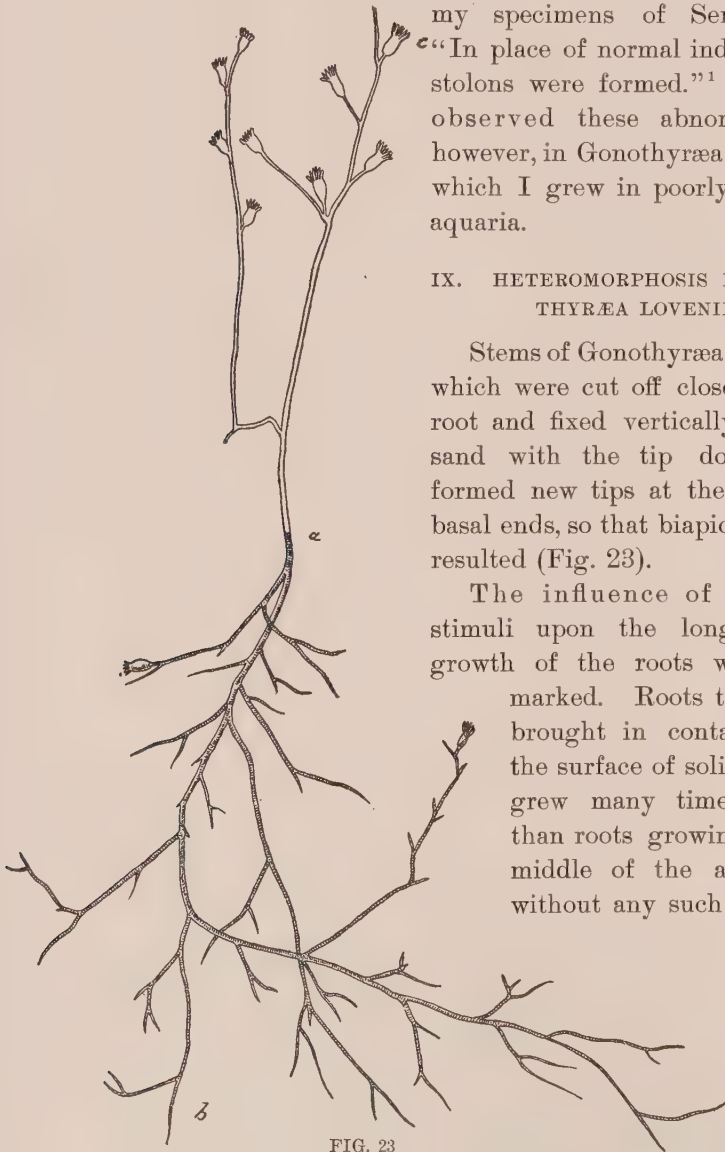 my specimens of Ser
"In place of normal ind
stolons were formed."¹
observed these abnor
however, in Gonothyræa
which I grew in poorly
aquaria.
IX. HETEROMORPHOSIS
THYRÆA LOVENII
Stems of Gonothyræa
which were cut off close
root and fixed vertically
sand with the tip do
formed new tips at the
basal ends, so that biapic
resulted (Fig. 23).
The influence of
stimuli upon the long
growth of the roots w
marked. Roots t
brought in conta
the surface of soli
grew many time
than roots growin
middle of the a
without any such
c
a
b
FIG. 23